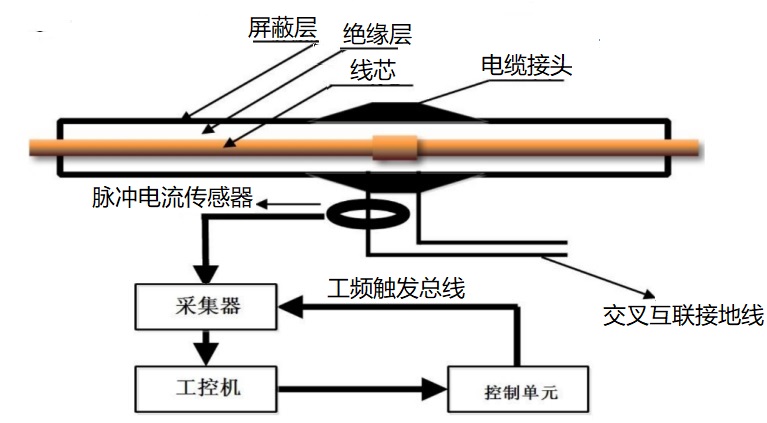 屏蔽层
绝缘层
线芯
电缆接头
脉冲电流传感器
采集器
工频触发总线
交叉互联接地线
工控机
控制单元